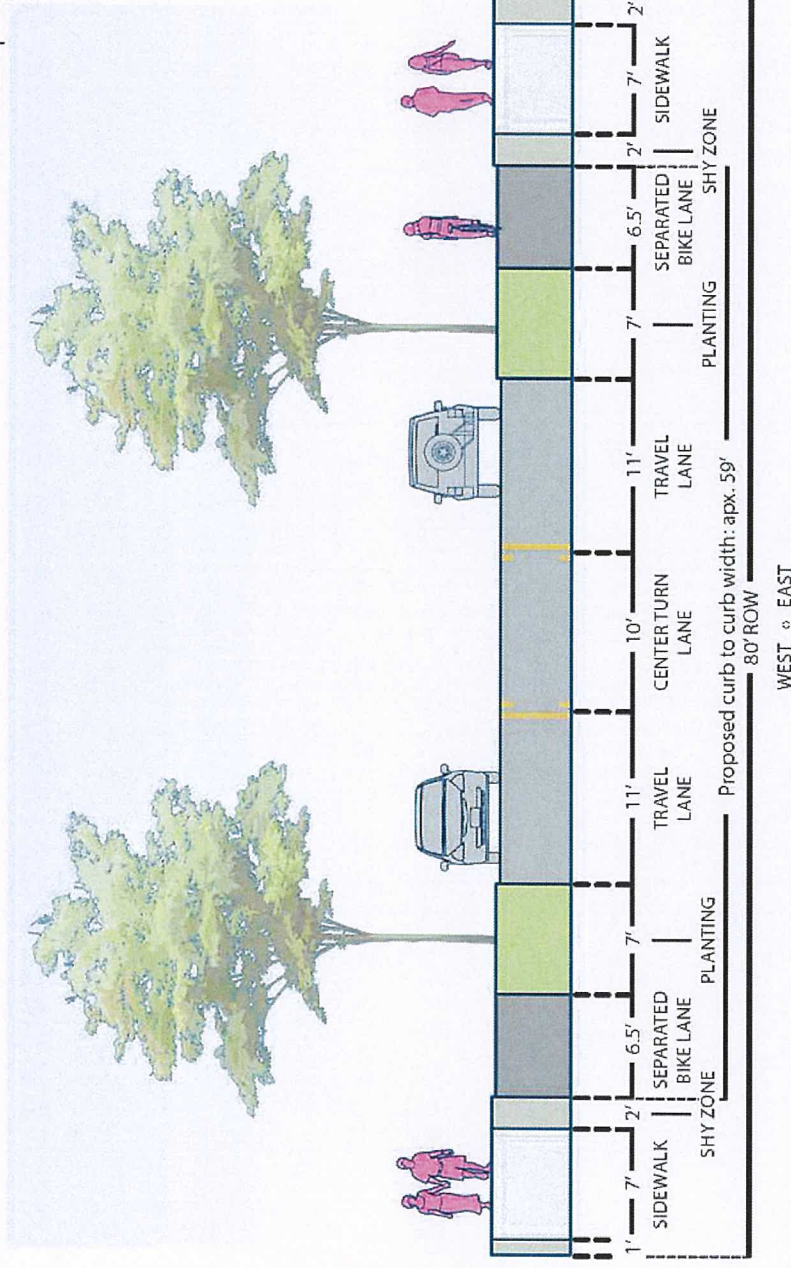 1'
7'
2'
6.5'
7'
11'
10'
11'
7'
6.5'
2'
7'
2'
SIDEWALK
SEPARATED
BIKE LANE
TRAVEL
LANE
CENTER TURN
LANE
TRAVEL
LANE
SEPARATED
BIKE LANE
SIDEWALK
SHY ZONE
PLANTING
PLANTING
SHY ZONE
Proposed curb to curb width: apx. 59'
80' ROW
WEST ◇ EAST